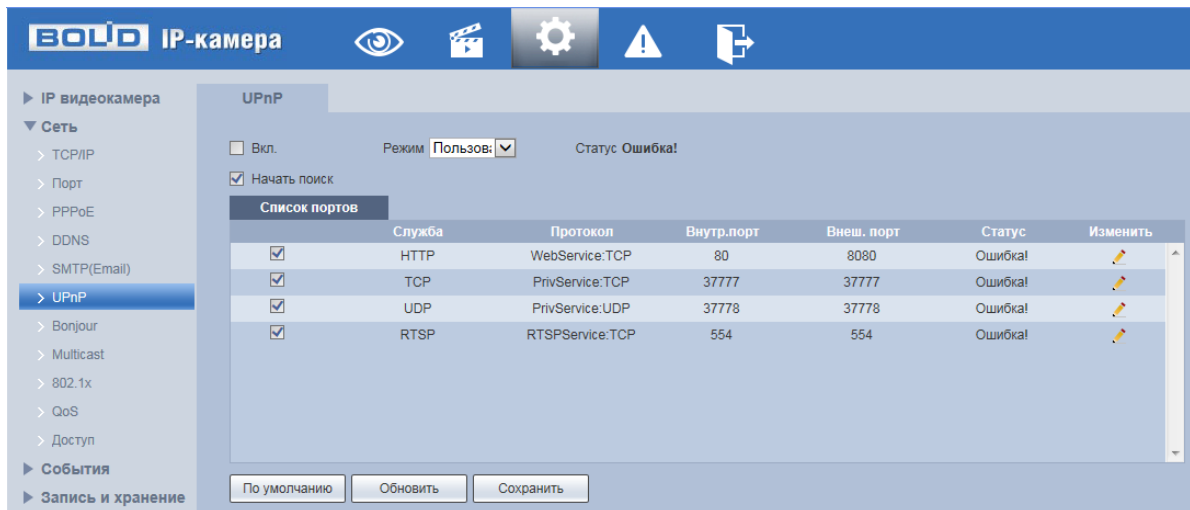 BOLID IP-камера
IP видеокамера
Сеть
TCP/IP
Порт
PPPoE
DDNS
SMTP(Email)
UPnP
Bonjour
Multicast
802.1x
QoS
Доступ
События
Запись и хранение
UPnP
Вкл. Режим Пользов Статус Ошибка!
Начать поиск
Список портов
Служба Протокол Внутр.порт Внеш. порт Статус Изменить
HTTP WebService:TCP 80 8080 Ошибка!
TCP PrivService:TCP 37777 37777 Ошибка!
UDP PrivService:UDP 37778 37778 Ошибка!
RTSP RTSPService:TCP 554 554 Ошибка!
По умолчанию Обновить Сохранить